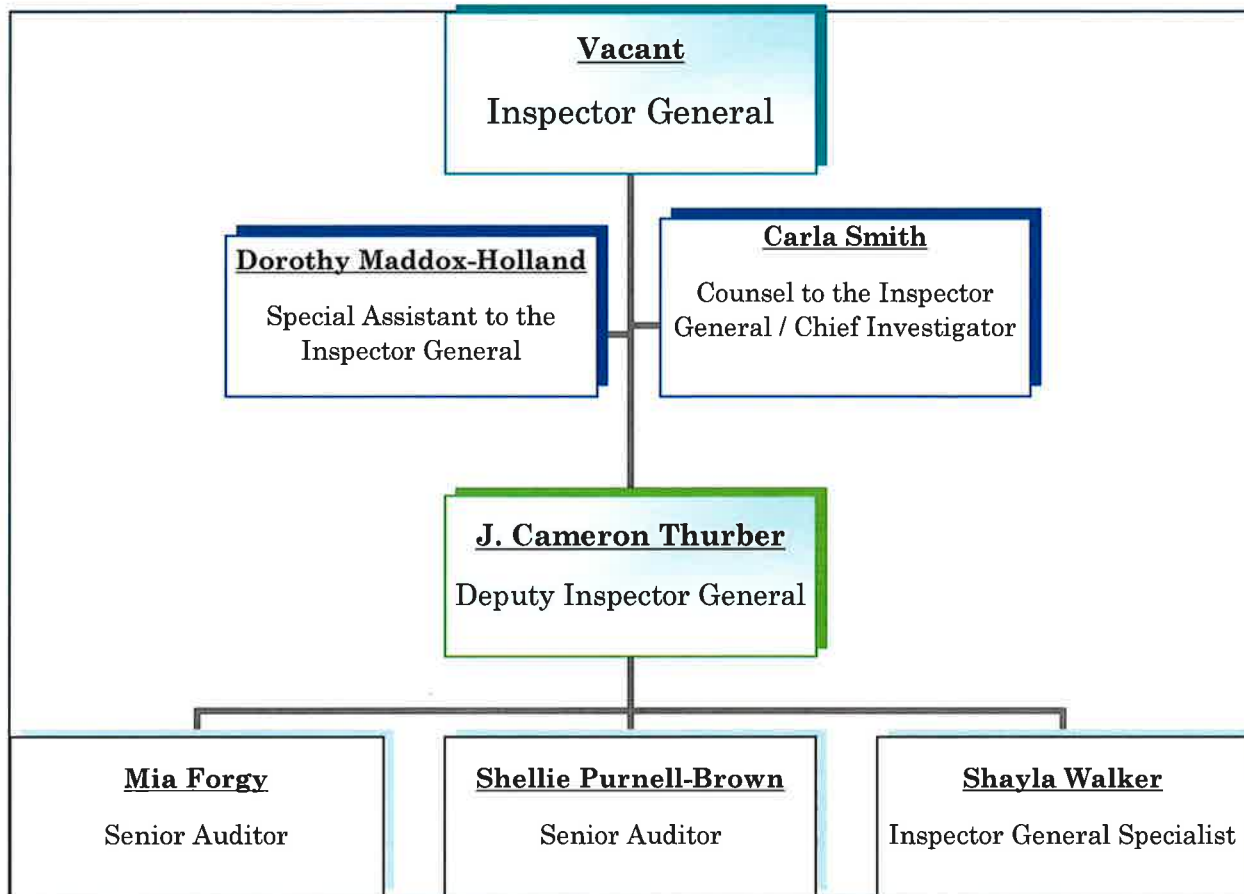 Vacant
Inspector General
Dorothy Maddox-Holland
Special Assistant to the
Inspector General
Carla Smith
Counsel to the Inspector
General / Chief Investigator
J. Cameron Thurber
Deputy Inspector General
Mia Forgy
Senior Auditor
Shellie Purnell-Brown
Senior Auditor
Shayla Walker
Inspector General Specialist